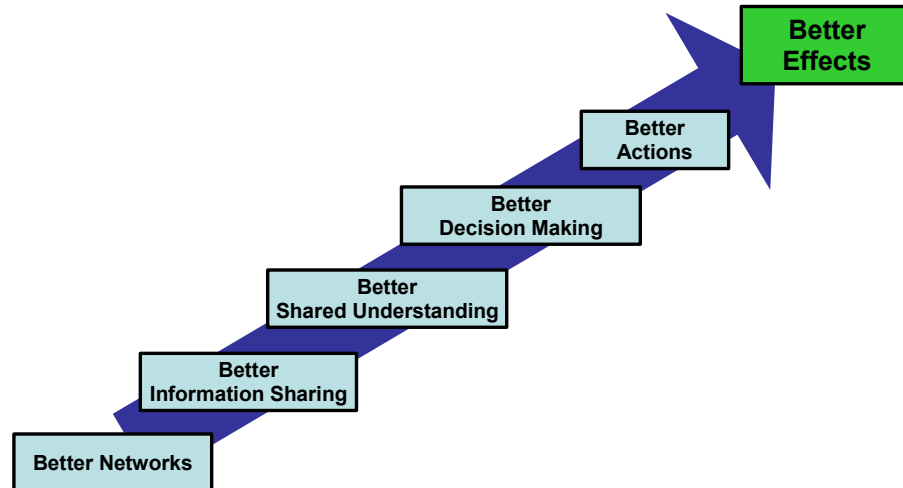 Better
Effects
Better
Actions
Better
Decision Making
Better
Shared Understanding
Better
Information Sharing
Better Networks